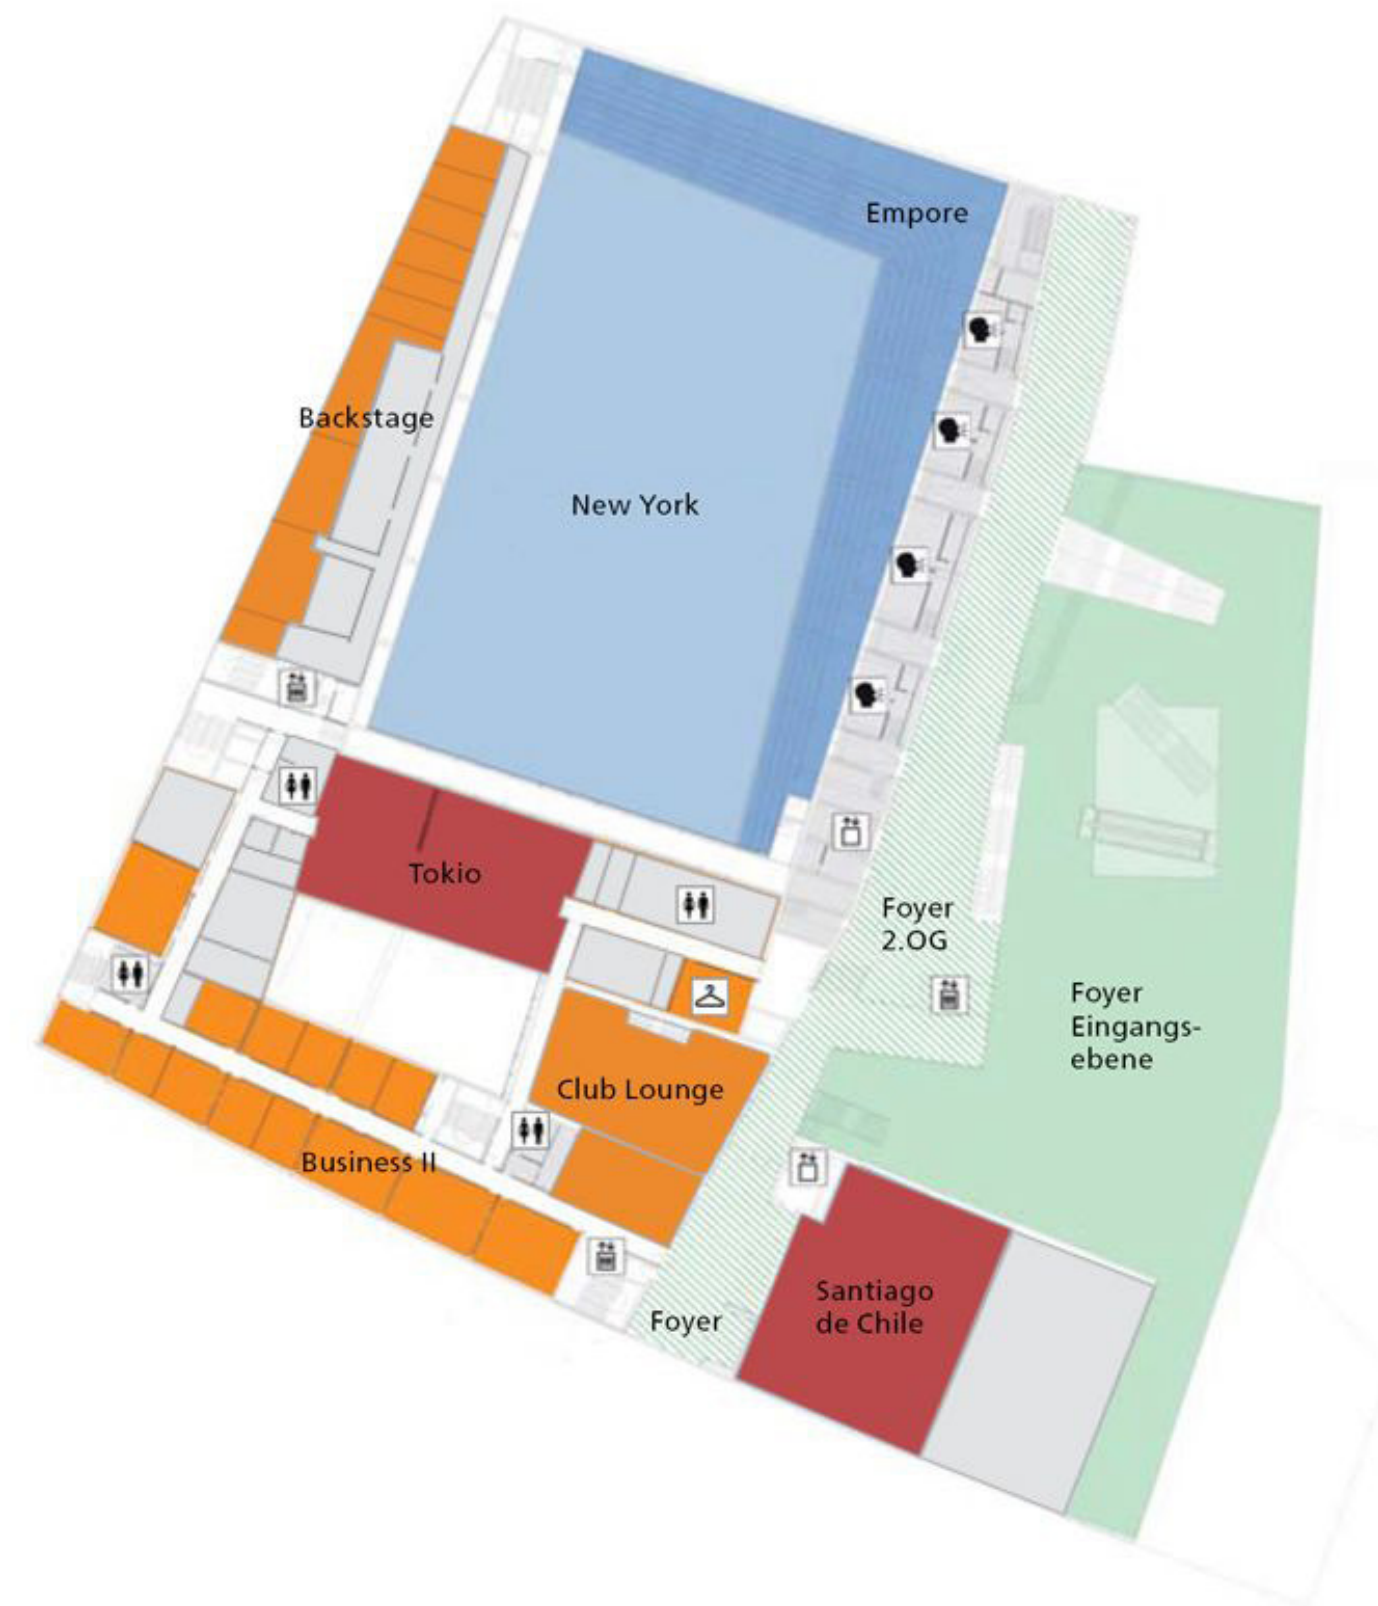 Empore
Backstage
New York
Tokio
Foyer
2.OG
Foyer
Eingangs-
ebene
Club Lounge
Business II
Santiago
de Chile
Foyer